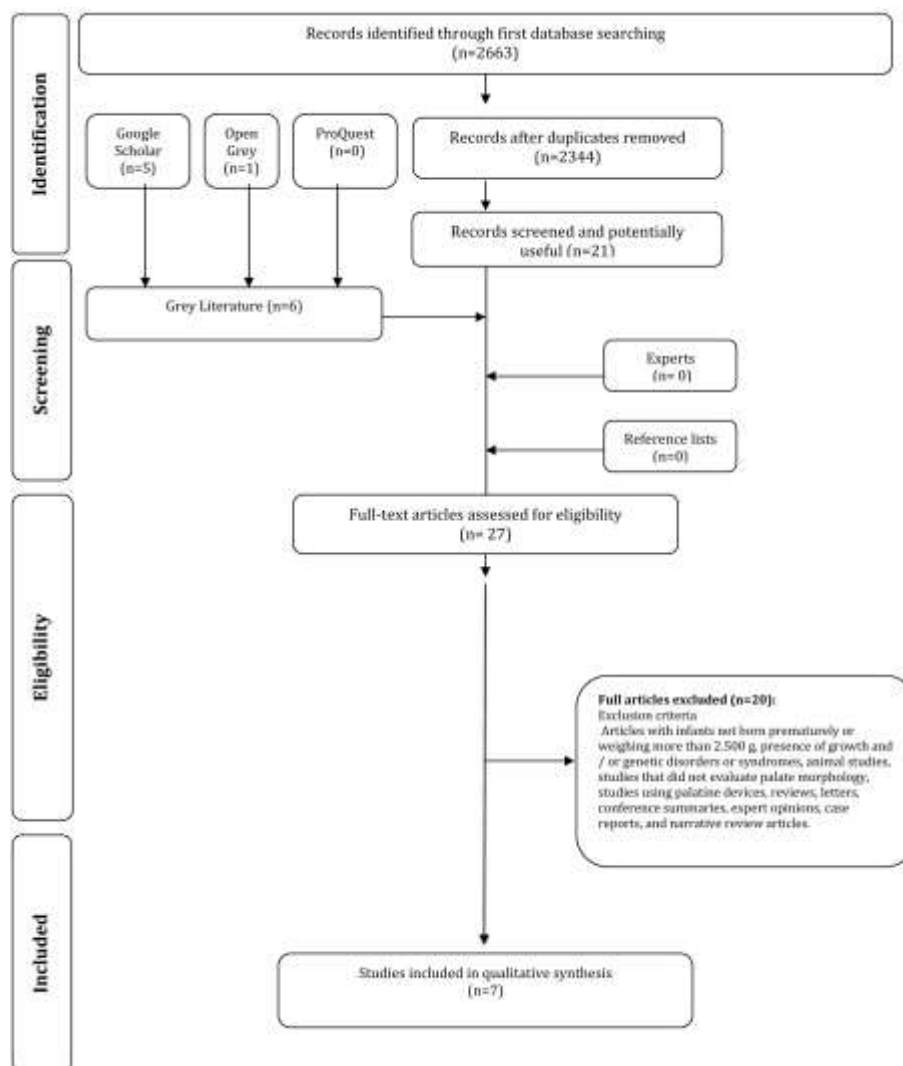 Identification
Records identified through first database searching
(n=2663)
Google
Scholar
(n=5)
Open
Grey
(n=1)
ProQuest
(n=0)
Records after duplicates removed
(n=2344)
Records screened and potentially
useful (n=21)
Screening
Grey Literature (n=6)
Experts
(n= 0)
Reference lists
(n=0)
Eligibility
Full-text articles assessed for eligibility
(n= 27)
Full articles excluded (n=20):
Exclusion criteria
Articles with infants not born prematurely or
weighing more than 2.500 g, presence of growth and
/ or genetic disorders or syndromes, animal studies,
studies that did not evaluate palate morphology,
studies using palatine devices, reviews, letters,
conference summaries, expert opinions, case
reports, and narrative review articles.
Included
Studies included in qualitative synthesis
(n=7)